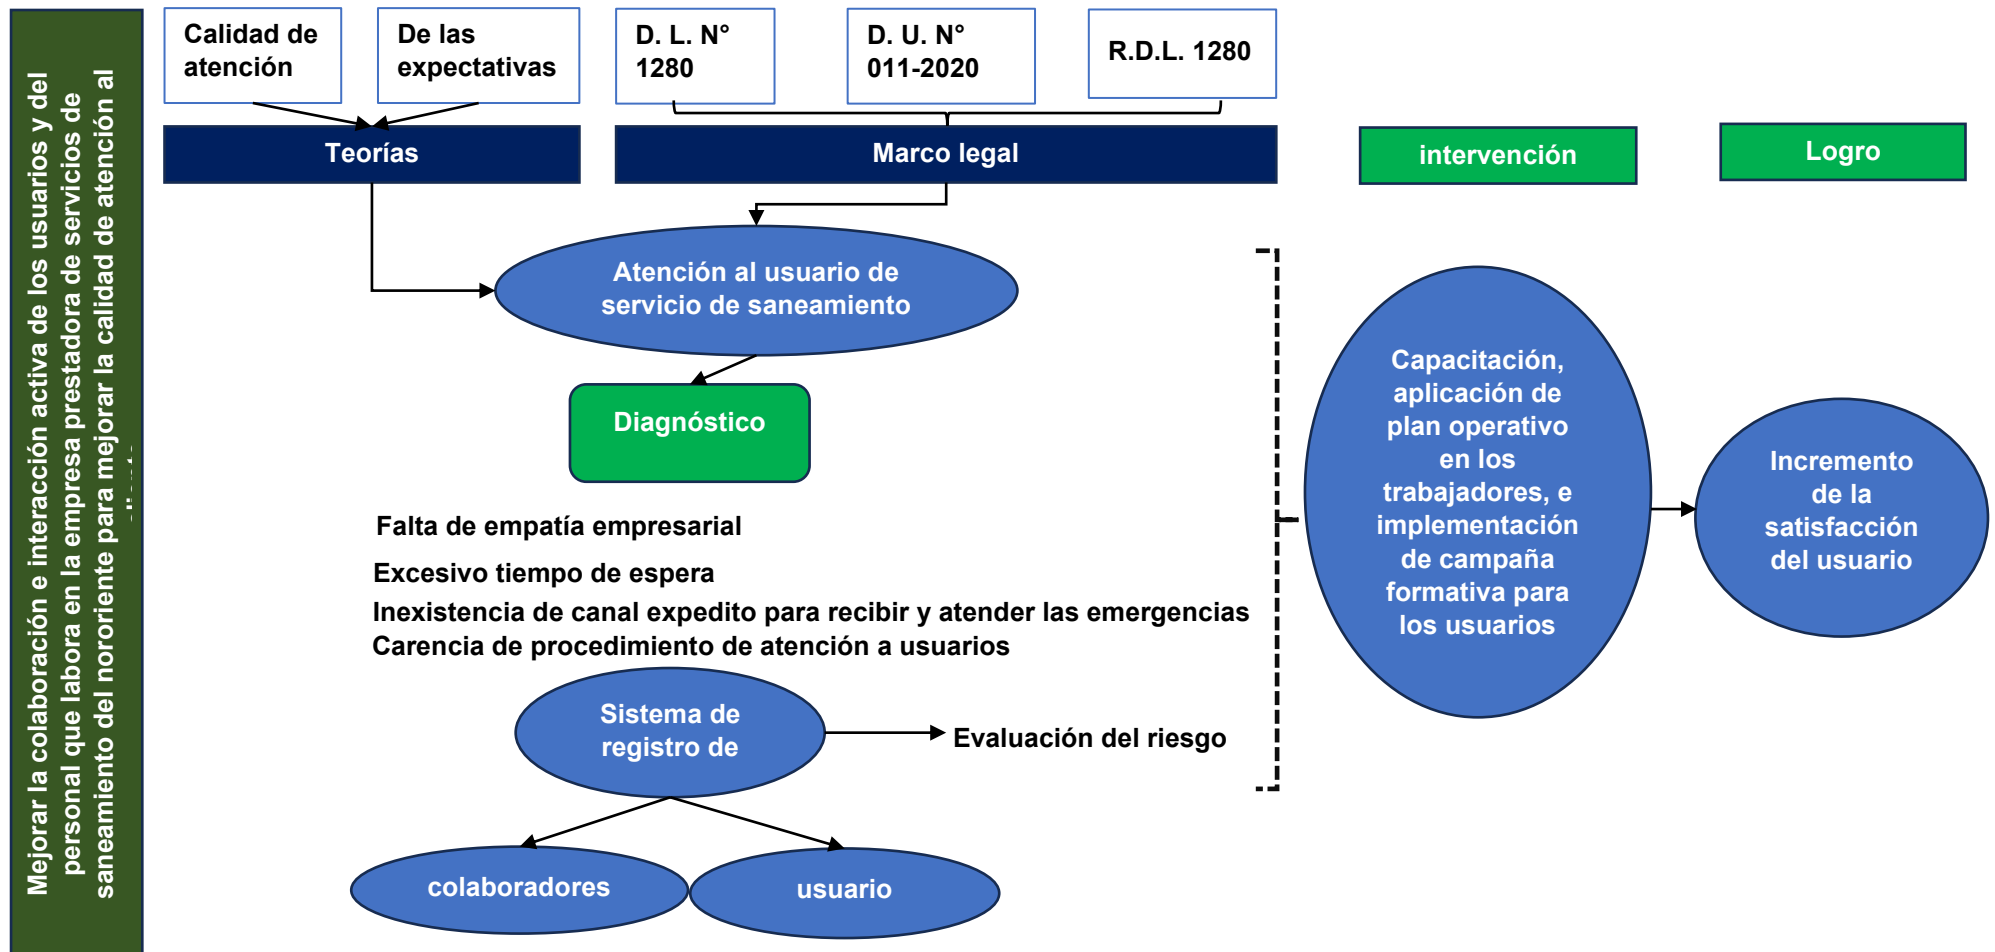 Mejorar la colaboración e interacción activa de los usuarios y del
personal que labora en la empresa prestadora de servicios de
saneamiento del nororiente para mejorar la calidad de atención al
Calidad de
atención
De las
expectativas
D. L. N°
1280
D. U. N°
011-2020
R.D.L. 1280
Teorías
Marco legal
intervención
Logro
Atención al usuario de
servicio de saneamiento
Diagnóstico
Falta de empatía empresarial
Excesivo tiempo de espera
Inexistencia de canal expedito para recibir y atender las emergencias
Carencia de procedimiento de atención a usuarios
Sistema de
registro de
Evaluación del riesgo
colaboradores
usuario
Capacitación,
aplicación de
plan operativo
en los
trabajadores, e
implementación
de campaña
formativa para
los usuarios
Incremento
de la
satisfacción
del usuario